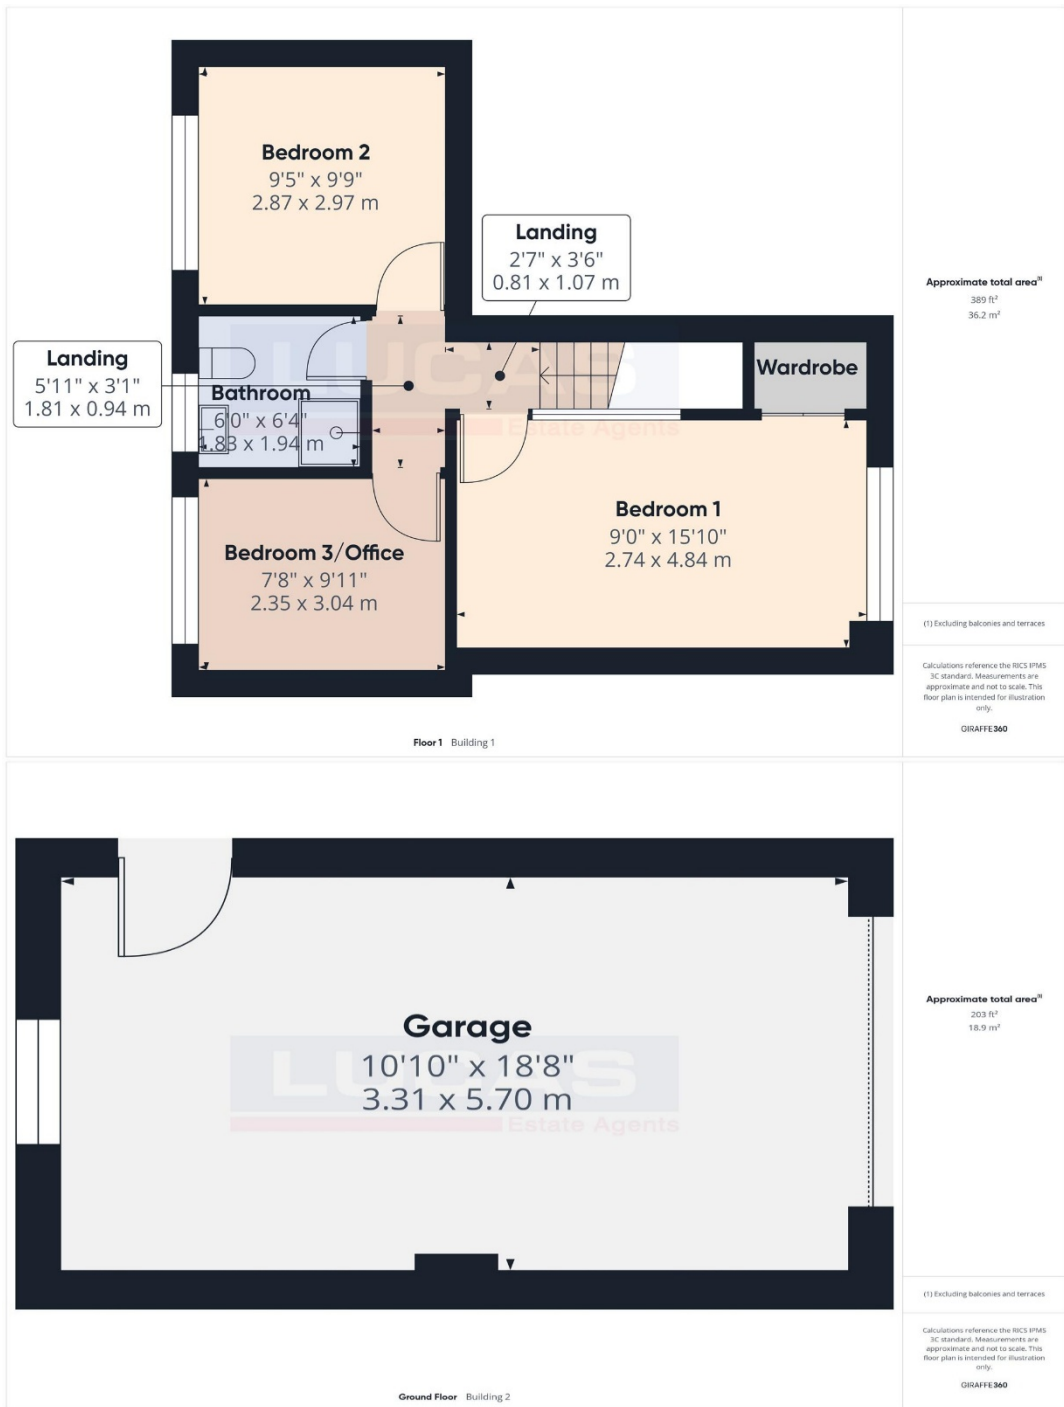 Bedroom 2
9'5" x 9'9"
2.87 x 2.97 m
Landing
2'7" x 3'6"
0.81 x 1.07 m
Landing
5'11" x 3'1"
1.81 x 0.94 m
Bathroom
6'0" x 6'4"
1.83 x 1.94 m
Wardrobe
LUCAS
Estate Agents
Bedroom 1
9'0" x 15'10"
2.74 x 4.84 m
Bedroom 3/Office
7'8" x 9'11"
2.35 x 3.04 m
Floor 1 Building 1
Approximate total area(1)
389 ft²
36.2 m²
(1) Excluding balconies and terraces
Calculations reference the RICS IPMS
3C standard. Measurements are
approximate and not to scale. This
floor plan is intended for illustration
only.
GIRAFFE360
Garage
10'10" x 18'8"
3.31 x 5.70 m
LUCAS
Estate Agents
Ground Floor Building 2
Approximate total area(1)
203 ft²
18.9 m²
(1) Excluding balconies and terraces
Calculations reference the RICS IPMS
3C standard. Measurements are
approximate and not to scale. This
floor plan is intended for illustration
only.
GIRAFFE360